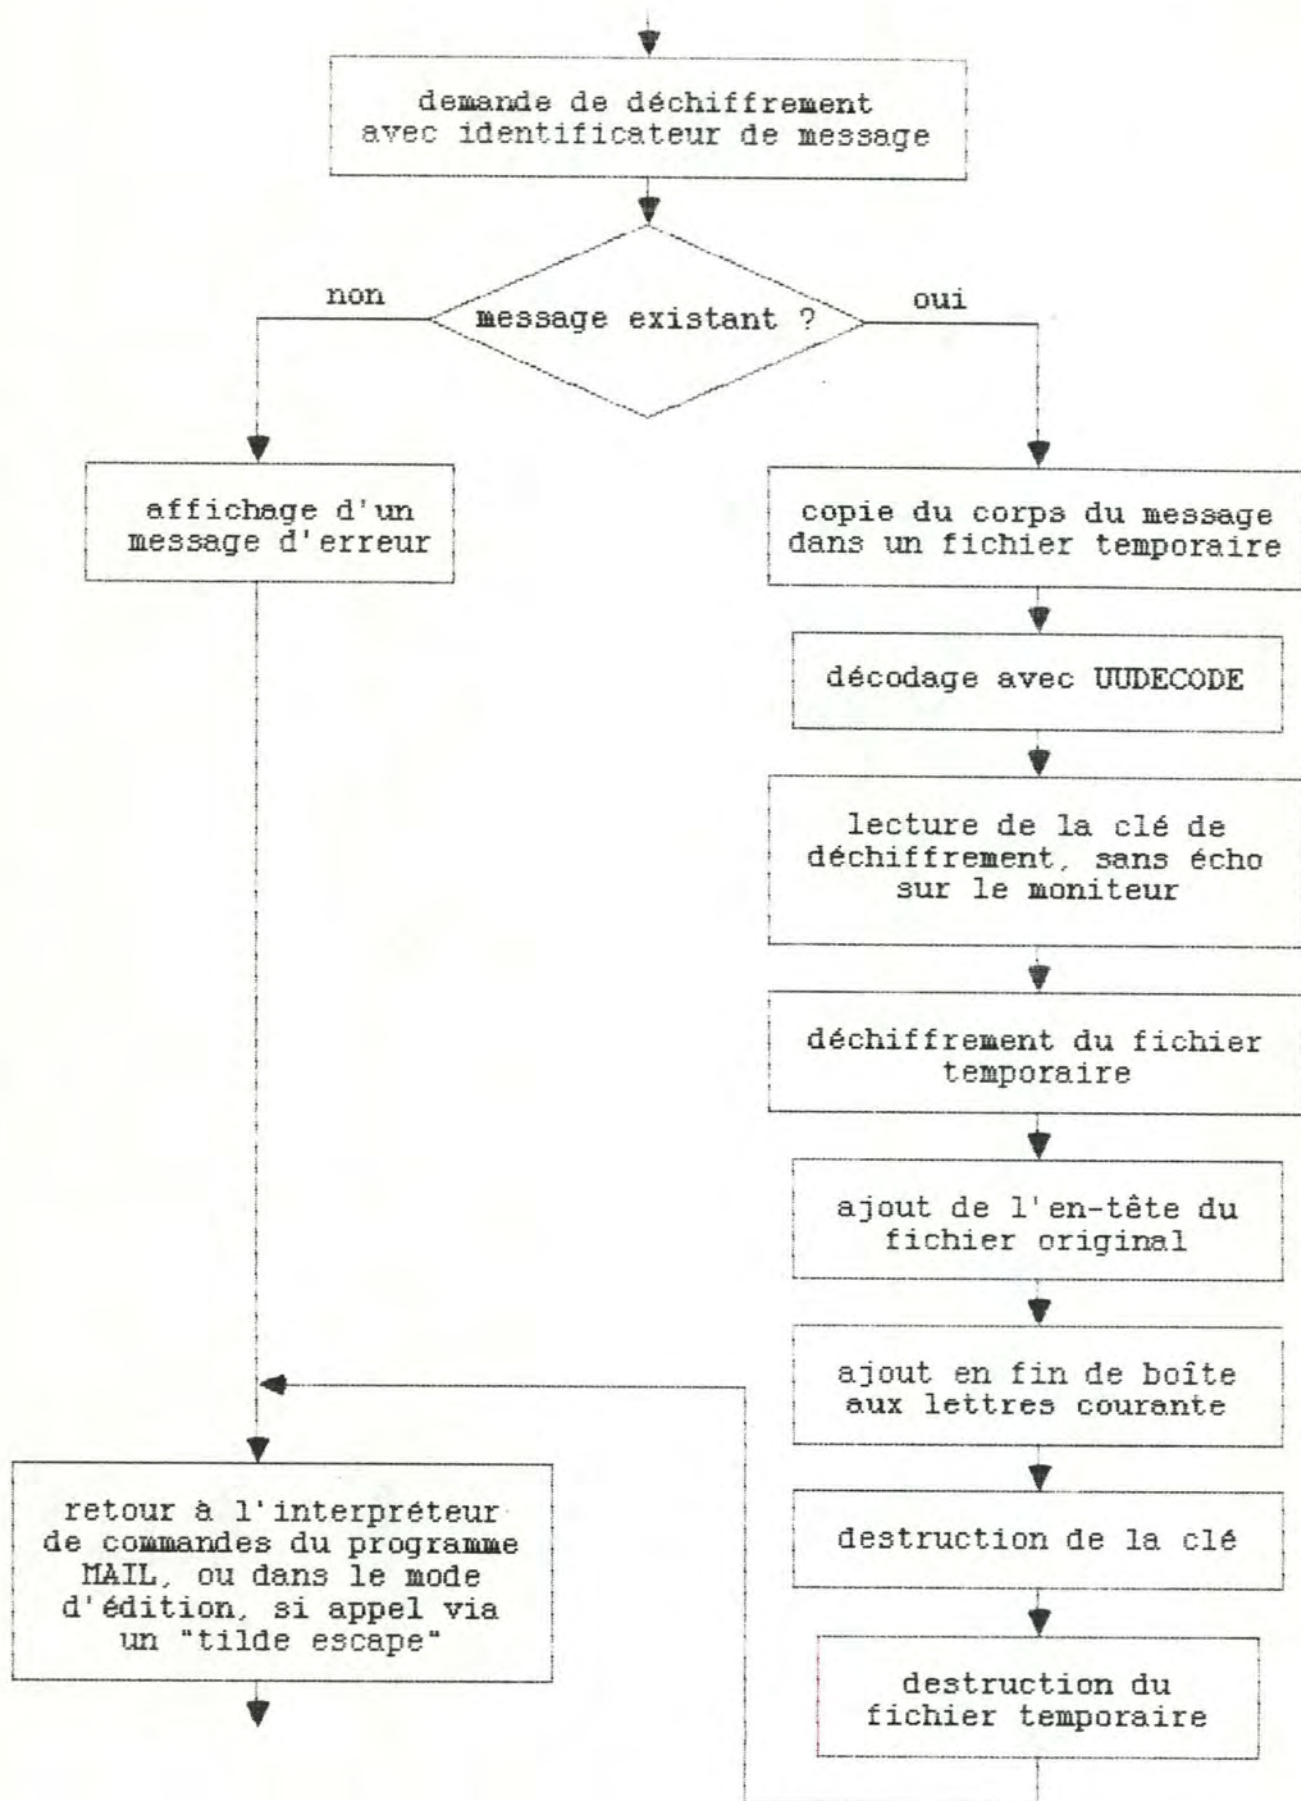 demande de déchiffrement
avec identificateur de message
non
message existant ?
oui
affichage d'un
message d'erreur
copie du corps du message
dans un fichier temporaire
décodage avec UUDECODE
lecture de la clé de
déchiffrement, sans écho
sur le moniteur
déchiffrement du fichier
temporaire
ajout de l'en-tête du
fichier original
ajout en fin de boîte
aux lettres courante
destruction de la clé
destruction du
fichier temporaire
retour à l'interpréteur
de commandes du programme
MAIL, ou dans le mode
d'édition, si appel via
un "tilde escape"